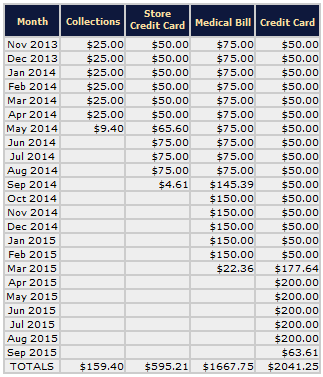 Month Collections Store Credit Card Medical Bill Credit Card
Nov 2013 $25.00 $50.00 $75.00 $50.00
Dec 2013 $25.00 $50.00 $75.00 $50.00
Jan 2014 $25.00 $50.00 $75.00 $50.00
Feb 2014 $25.00 $50.00 $75.00 $50.00
Mar 2014 $25.00 $50.00 $75.00 $50.00
Apr 2014 $25.00 $50.00 $75.00 $50.00
May 2014 $9.40 $65.60 $75.00 $50.00
Jun 2014 $75.00 $75.00 $50.00
Jul 2014 $75.00 $75.00 $50.00
Aug 2014 $75.00 $75.00 $50.00
Sep 2014 $4.61 $145.39 $50.00
Oct 2014 $150.00 $50.00
Nov 2014 $150.00 $50.00
Dec 2014 $150.00 $50.00
Jan 2015 $150.00 $50.00
Feb 2015 $150.00 $50.00
Mar 2015 $22.36 $177.64
Apr 2015 $200.00
May 2015 $200.00
Jun 2015 $200.00
Jul 2015 $200.00
Aug 2015 $200.00
Sep 2015 $63.61
TOTALS $159.40 $595.21 $1667.75 $2041.25